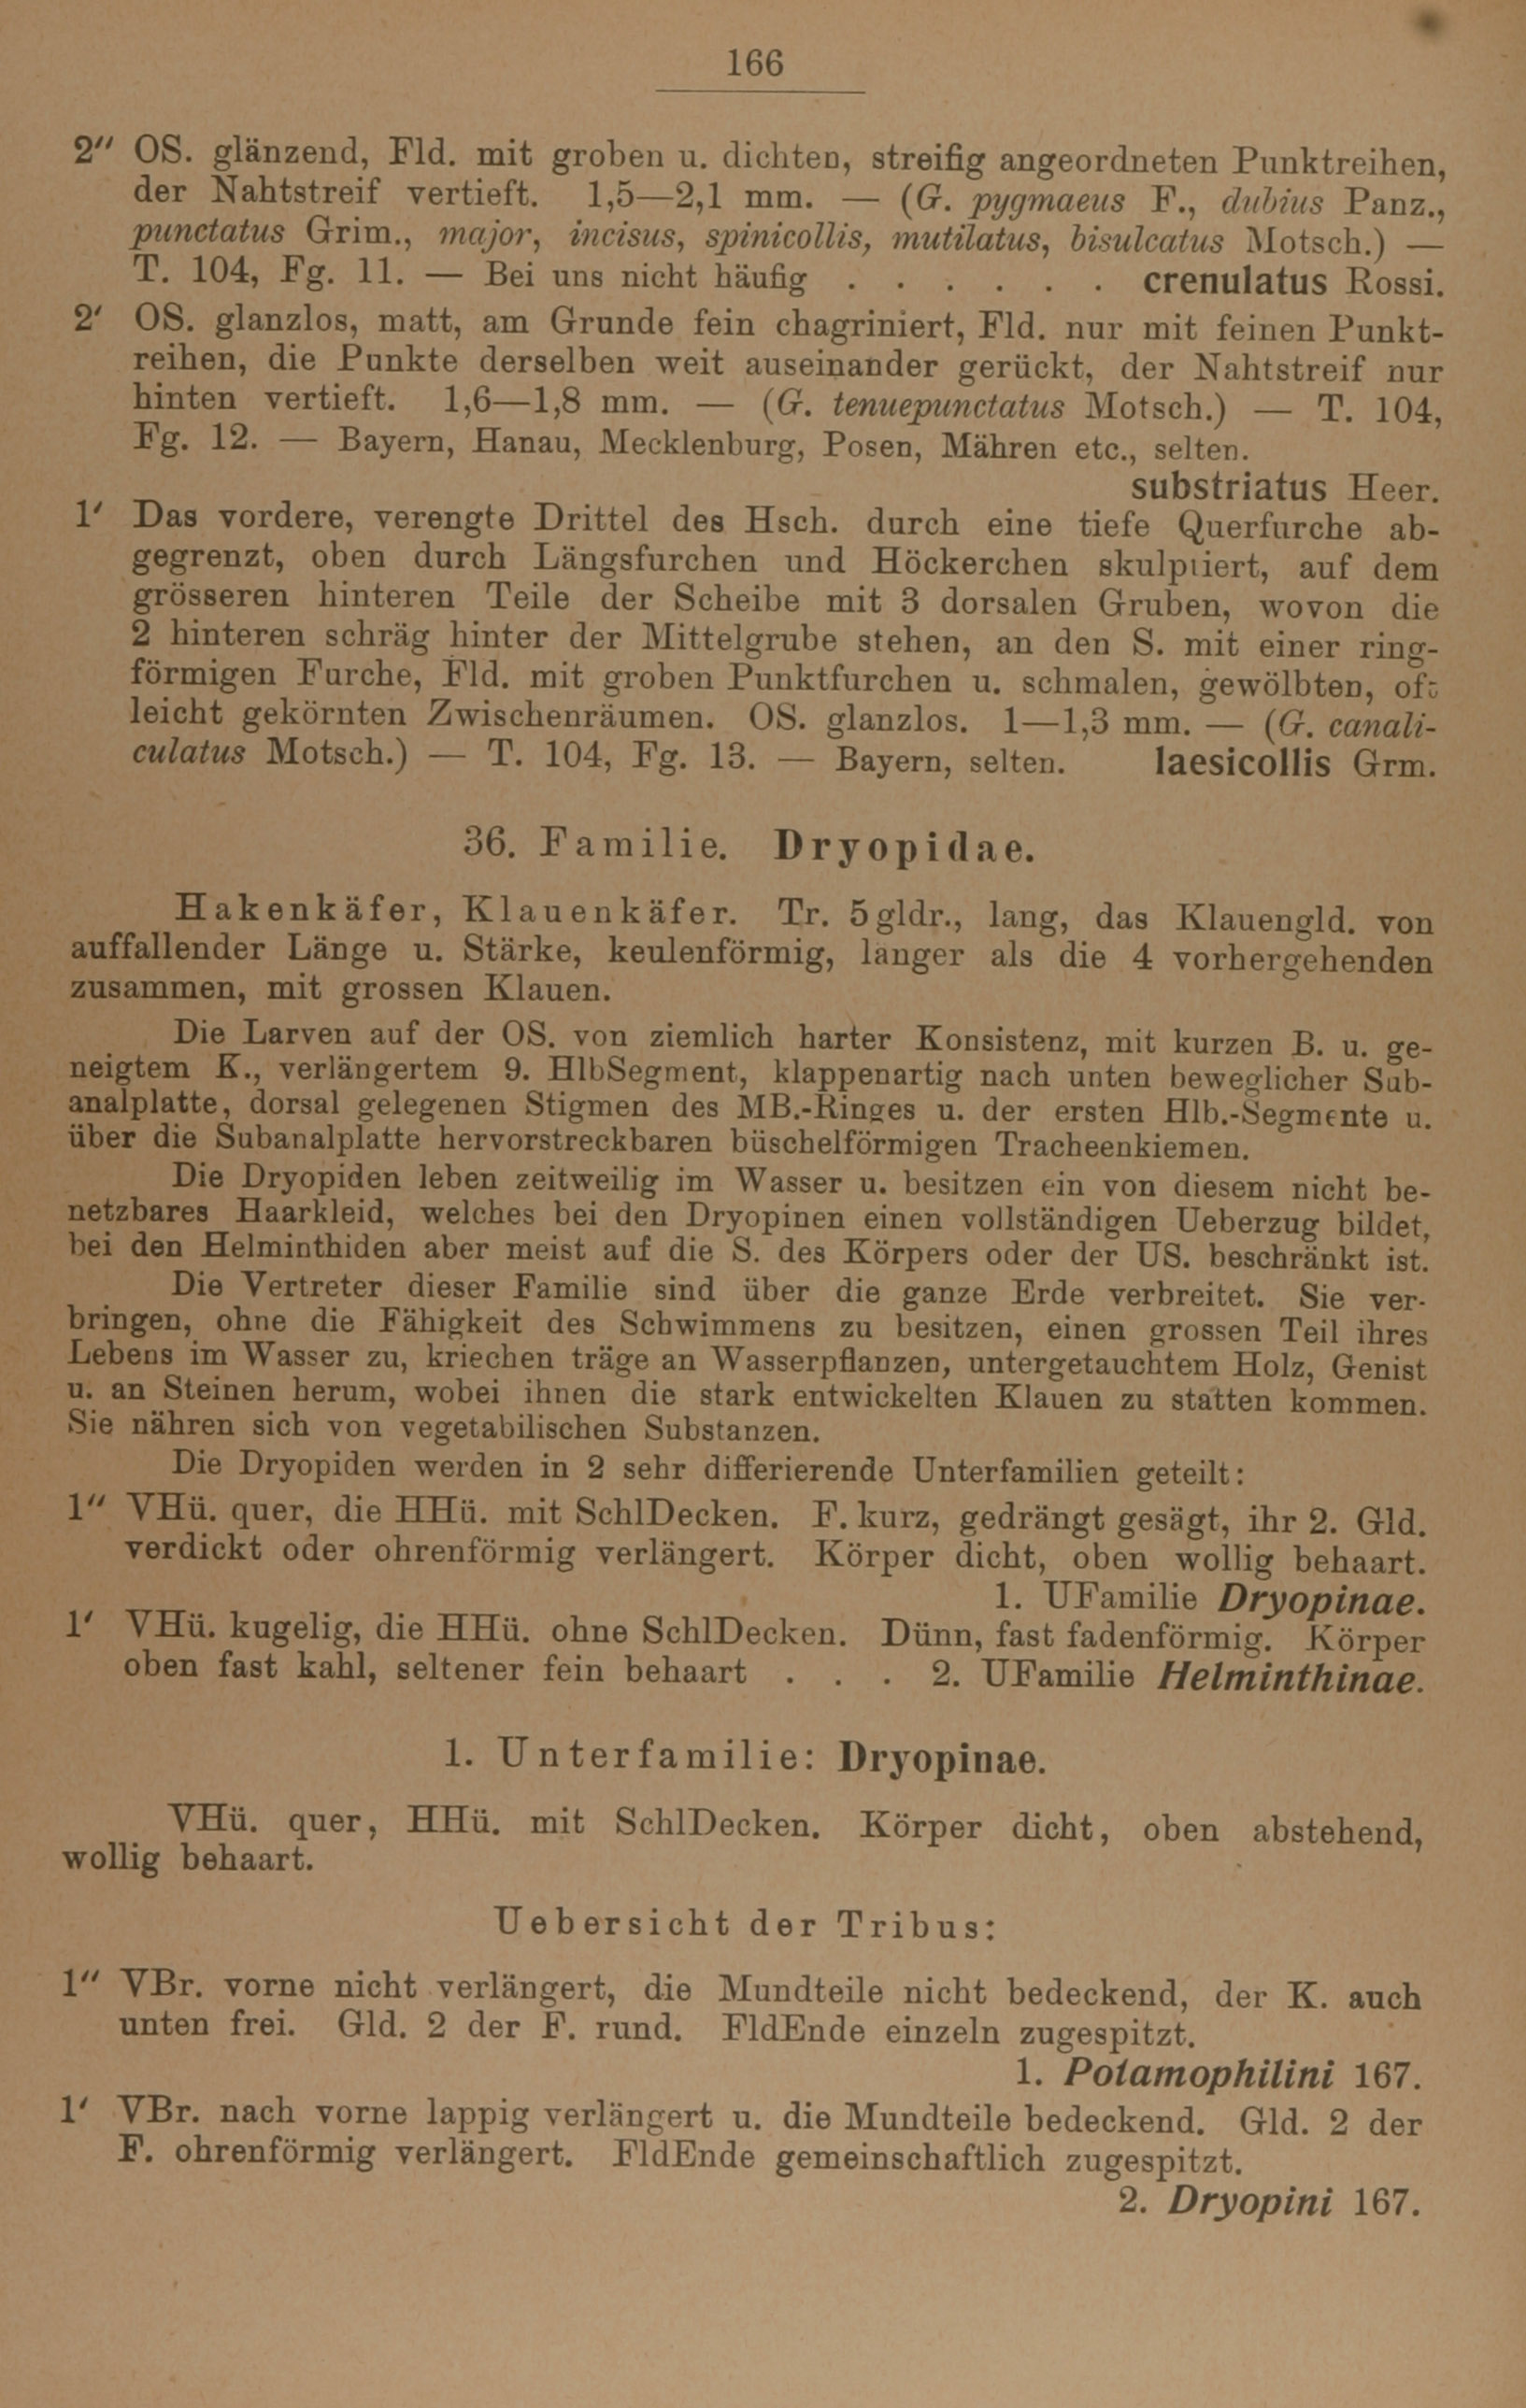 166
2″ OS. glänzend, Fld. mit groben u. dichten, streifig angeordneten Punktreihen,
der Nahtstreif vertieft. 1,5—2,1 mm. — (G. pygmaeus F., dubius Panz.,
punctatus Grim., major, incisus, spinicollis, mutilatus, bisulcatus Motsch.) —
T. 104, Fg. 11. — Bei uns nicht häufig . . . . . . crenulatus Rossi.
2′ OS. glanzlos, matt, am Grunde fein chagriniert, Fld. nur mit feinen Punkt-
reihen, die Punkte derselben weit auseinander gerückt, der Nahtstreif nur
hinten vertieft. 1,6—1,8 mm. — (G. tenuepunctatus Motsch.) — T. 104,
Fg. 12. — Bayern, Hanau, Mecklenburg, Posen, Mähren etc., selten.
substriatus Heer.
1′ Das vordere, verengte Drittel des Hsch. durch eine tiefe Querfurche ab-
gegrenzt, oben durch Längsfurchen und Höckerchen skulptiert, auf dem
grösseren hinteren Teile der Scheibe mit 3 dorsalen Gruben, wovon die
2 hinteren schräg hinter der Mittelgrube stehen, an den S. mit einer ring-
förmigen Furche, Fld. mit groben Punktfurchen u. schmalen, gewölbten, oft
leicht gekörnten Zwischenräumen. OS. glanzlos. 1—1,3 mm. — (G. canali-
culatus Motsch.) — T. 104, Fg. 13. — Bayern, selten. laesicollis Grm.
36. Familie. Dryopidae.
Hakenkäfer, Klauenkäfer. Tr. 5gldr., lang, das Klauengld. von
auffallender Länge u. Stärke, keulenförmig, länger als die 4 vorhergehenden
zusammen, mit grossen Klauen.
Die Larven auf der OS. von ziemlich harter Konsistenz, mit kurzen B. u. ge-
neigtem K., verlängertem 9. HlbSegment, klappenartig nach unten beweglicher Sub-
analplatte, dorsal gelegenen Stigmen des MB.-Ringes u. der ersten Hlb.-Segmente u.
über die Subanalplatte hervorstreckbaren büschelförmigen Tracheenkiemen.
Die Dryopiden leben zeitweilig im Wasser u. besitzen ein von diesem nicht be-
netzbares Haarkleid, welches bei den Dryopinen einen vollständigen Ueberzug bildet,
bei den Helminthiden aber meist auf die S. des Körpers oder der US. beschränkt ist.
Die Vertreter dieser Familie sind über die ganze Erde verbreitet. Sie ver-
bringen, ohne die Fähigkeit des Schwimmens zu besitzen, einen grossen Teil ihres
Lebens im Wasser zu, kriechen träge an Wasserpflanzen, untergetauchtem Holz, Genist
u. an Steinen herum, wobei ihnen die stark entwickelten Klauen zu statten kommen.
Sie nähren sich von vegetabilischen Substanzen.
Die Dryopiden werden in 2 sehr differierende Unterfamilien geteilt:
1″ VHü. quer, die HHü. mit SchlDecken. F. kurz, gedrängt gesägt, ihr 2. Gld.
verdickt oder ohrenförmig verlängert. Körper dicht, oben wollig behaart.
1. UFamilie Dryopinae.
1′ VHü. kugelig, die HHü. ohne SchlDecken. Dünn, fast fadenförmig. Körper
oben fast kahl, seltener fein behaart . . . 2. UFamilie Helminthinae.
1. Unterfamilie: Dryopinae.
VHü. quer, HHü. mit SchlDecken. Körper dicht, oben abstehend,
wollig behaart.
Uebersicht der Tribus:
1″ VBr. vorne nicht verlängert, die Mundteile nicht bedeckend, der K. auch
unten frei. Gld. 2 der F. rund. FldEnde einzeln zugespitzt.
1. Potamophilini 167.
1′ VBr. nach vorne lappig verlängert u. die Mundteile bedeckend. Gld. 2 der
F. ohrenförmig verlängert. FldEnde gemeinschaftlich zugespitzt.
2. Dryopini 167.